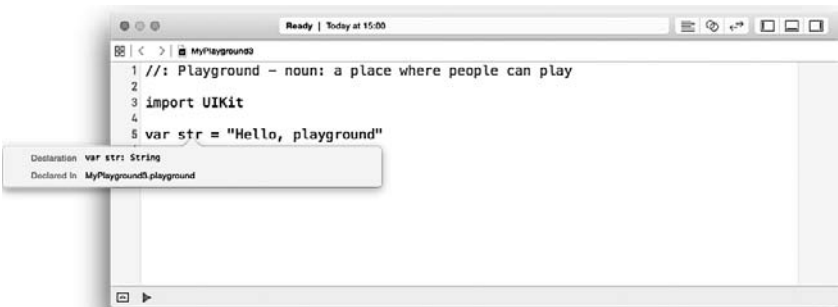 Ready | Today at 15:00
MyPlayground3
1 //: Playground – noun: a place where people can play
2
3 import UIKit
4
5 var str = "Hello, playground"
Declaration var str: String
Declared In MyPlayground3.playground